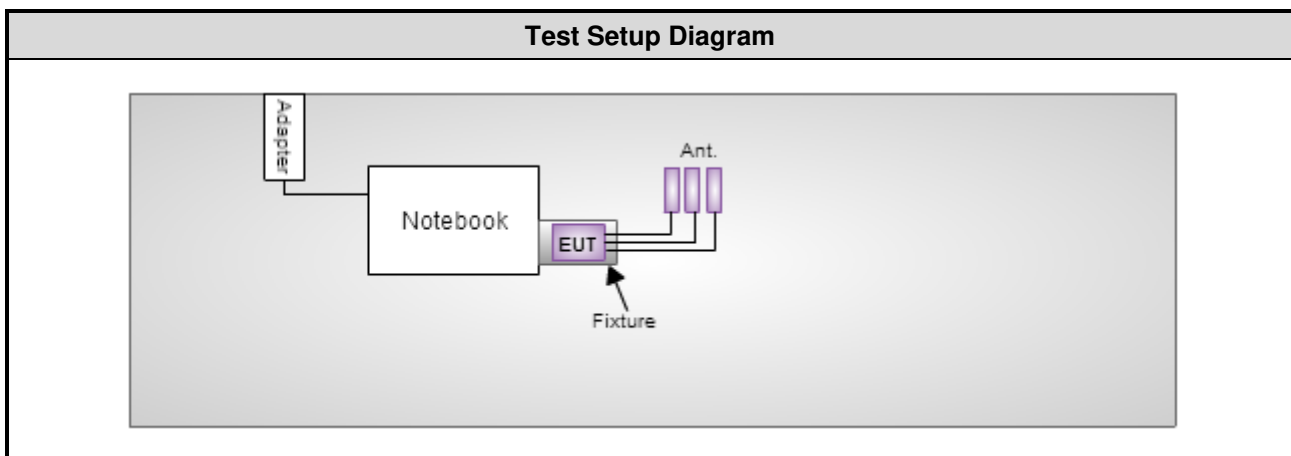 Test Setup Diagram
Adapter
Ant.
Notebook
EUT
Fixture